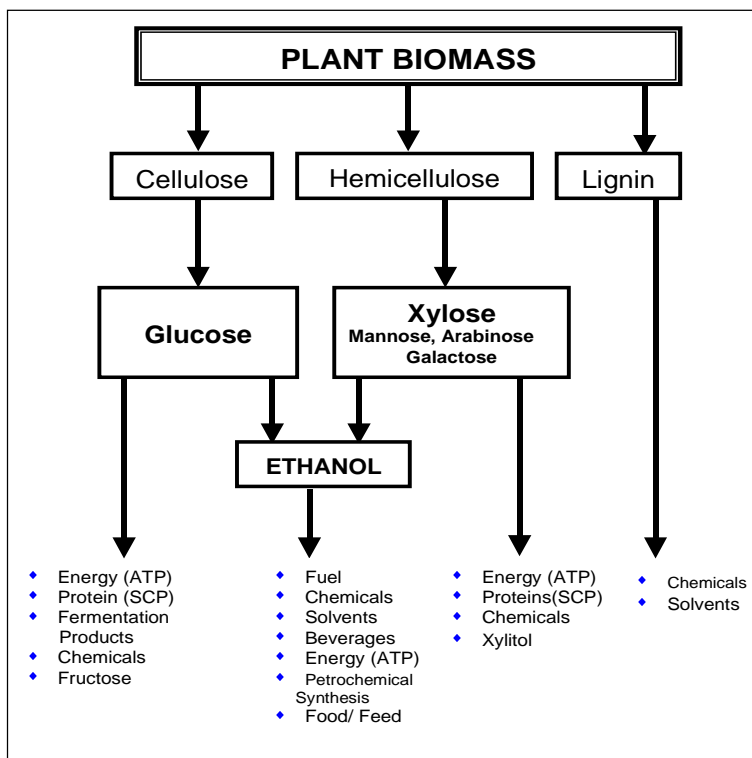 PLANT BIOMASS
Cellulose
Hemicellulose
Lignin
Glucose
Xylose
Mannose, Arabinose
Galactose
ETHANOL
Energy (ATP)
Protein (SCP)
Fermentation
Products
Chemicals
Fructose
Fuel
Chemicals
Solvents
Beverages
Energy (ATP)
Petrochemical
Synthesis
Food/ Feed
Energy (ATP)
Proteins(SCP)
Chemicals
Xylitol
Chemicals
Solvents